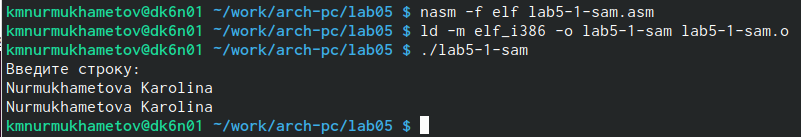 kmnurmukhametov@dk6n01 ~/work/arch-pc/lab05 $ nasm -f elf lab5-1-sam.asm
kmnurmukhametov@dk6n01 ~/work/arch-pc/lab05 $ ld -m elf_i386 -o lab5-1-sam lab5-1-sam.o
kmnurmukhametov@dk6n01 ~/work/arch-pc/lab05 $ ./lab5-1-sam
Введите строку:
Nurmukhametova Karolina
Nurmukhametova Karolina
kmnurmukhametov@dk6n01 ~/work/arch-pc/lab05 $